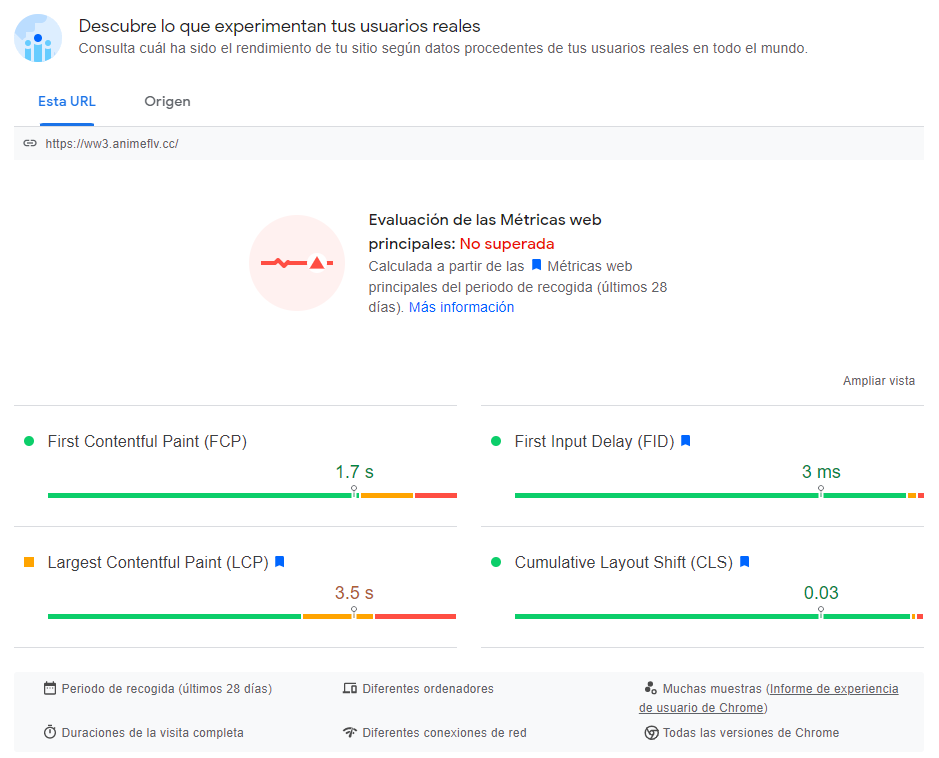 Descubre lo que experimentan tus usuarios reales
Consulta cuál ha sido el rendimiento de tu sitio según datos procedentes de tus usuarios reales en todo el mundo.
Esta URL
Origen
https://ww3.animeflv.cc/
Evaluación de las Métricas web
principales: No superada
Calculada a partir de las Métricas web
principales del periodo de recogida (últimos 28
días). Más información
Ampliar vista
First Contentful Paint (FCP)
1.7 s
First Input Delay (FID)
3 ms
Largest Contentful Paint (LCP)
3.5 s
Cumulative Layout Shift (CLS)
0.03
Periodo de recogida (últimos 28 días)
Diferentes ordenadores
Muchas muestras (Informe de experiencia
de usuario de Chrome)
Duraciones de la visita completa
Diferentes conexiones de red
Todas las versiones de Chrome